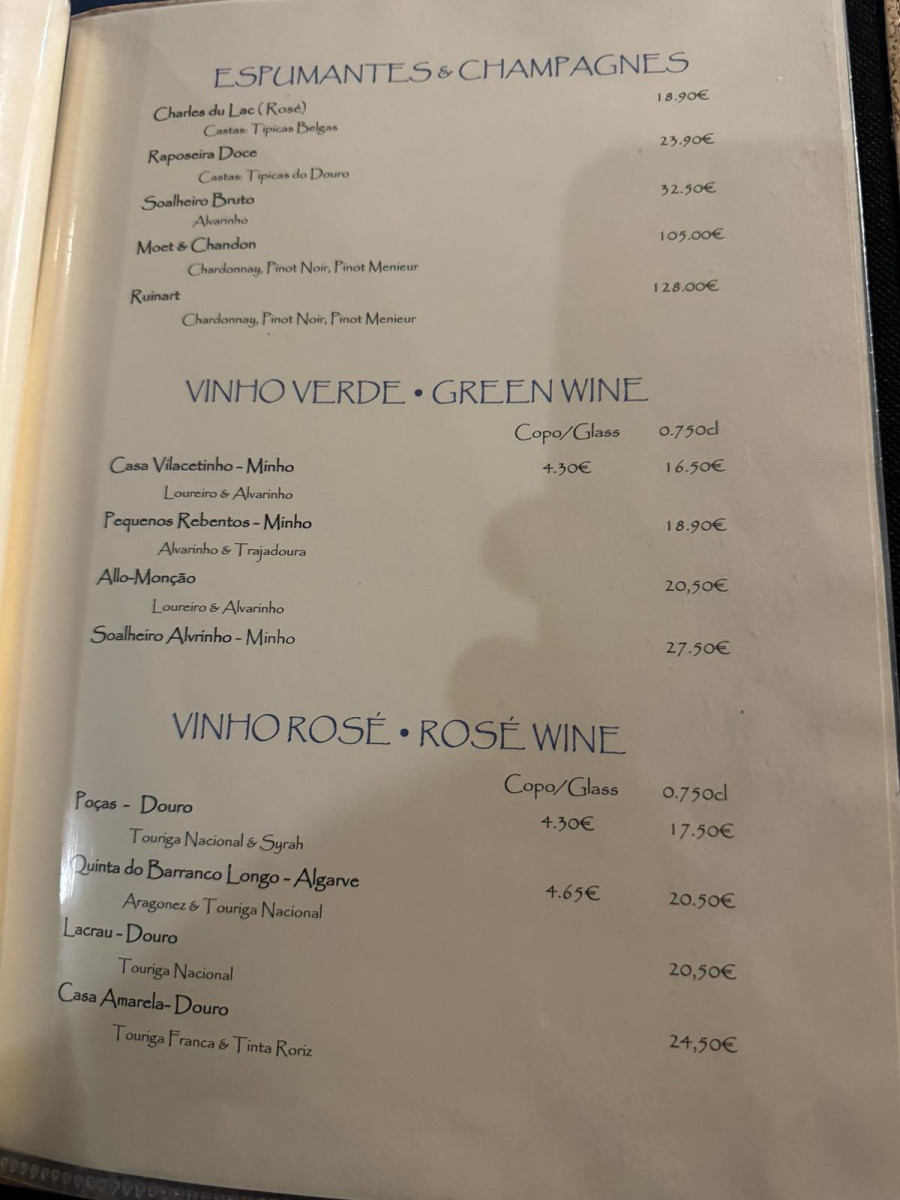 ESPUMANTES & CHAMPAGNES
Charles du Lac (Rosé) 18.90€
Castas: Tipicas Belgas
Raposeira Doce 23.90€
Castas: Tipicas do Douro
Soalheiro Bruto 32.50€
Alvarinho
Moet & Chandon 105.00€
Chardonnay, Pinot Noir, Pinot Menieur
Ruinart 128.00€
Chardonnay, Pinot Noir, Pinot Menieur
VINHO VERDE • GREEN WINE
Copo/Glass 0.750cl
Casa Vilacetinho - Minho 4.30€ 16.50€
Loureiro & Alvarinho
Pequenos Rebentos - Minho 18.90€
Alvarinho & Trajadoura
Allo-Monção 20,50€
Loureiro & Alvarinho
Soalheiro Alvrinho - Minho 27.50€
VINHO ROSÉ • ROSÉ WINE
Copo/Glass 0.750cl
Poças - Douro 4.30€ 17.50€
Touriga Nacional & Syrah
Quinta do Barranco Longo - Algarve 4.65€ 20.50€
Aragonez & Touriga Nacional
Lacrau - Douro 20,50€
Touriga Nacional
Casa Amarela- Douro 24,50€
Touriga Franca & Tinta Roriz